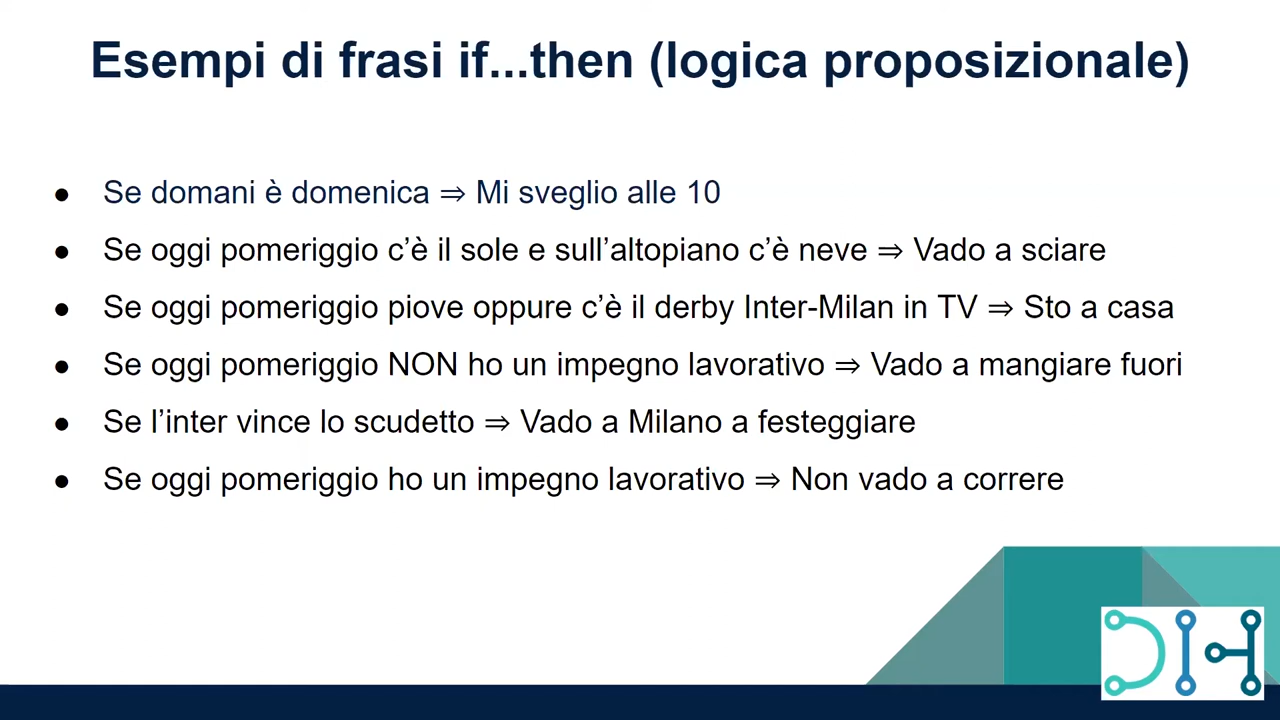 Esempi di frasi if...then (logica proposizionale)
● Se domani è domenica ⇒ Mi sveglio alle 10
● Se oggi pomeriggio c’è il sole e sull’altopiano c’è neve ⇒ Vado a sciare
● Se oggi pomeriggio piove oppure c’è il derby Inter-Milan in TV ⇒ Sto a casa
● Se oggi pomeriggio NON ho un impegno lavorativo ⇒ Vado a mangiare fuori
● Se l’inter vince lo scudetto ⇒ Vado a Milano a festeggiare
● Se oggi pomeriggio ho un impegno lavorativo ⇒ Non vado a correre
DIH